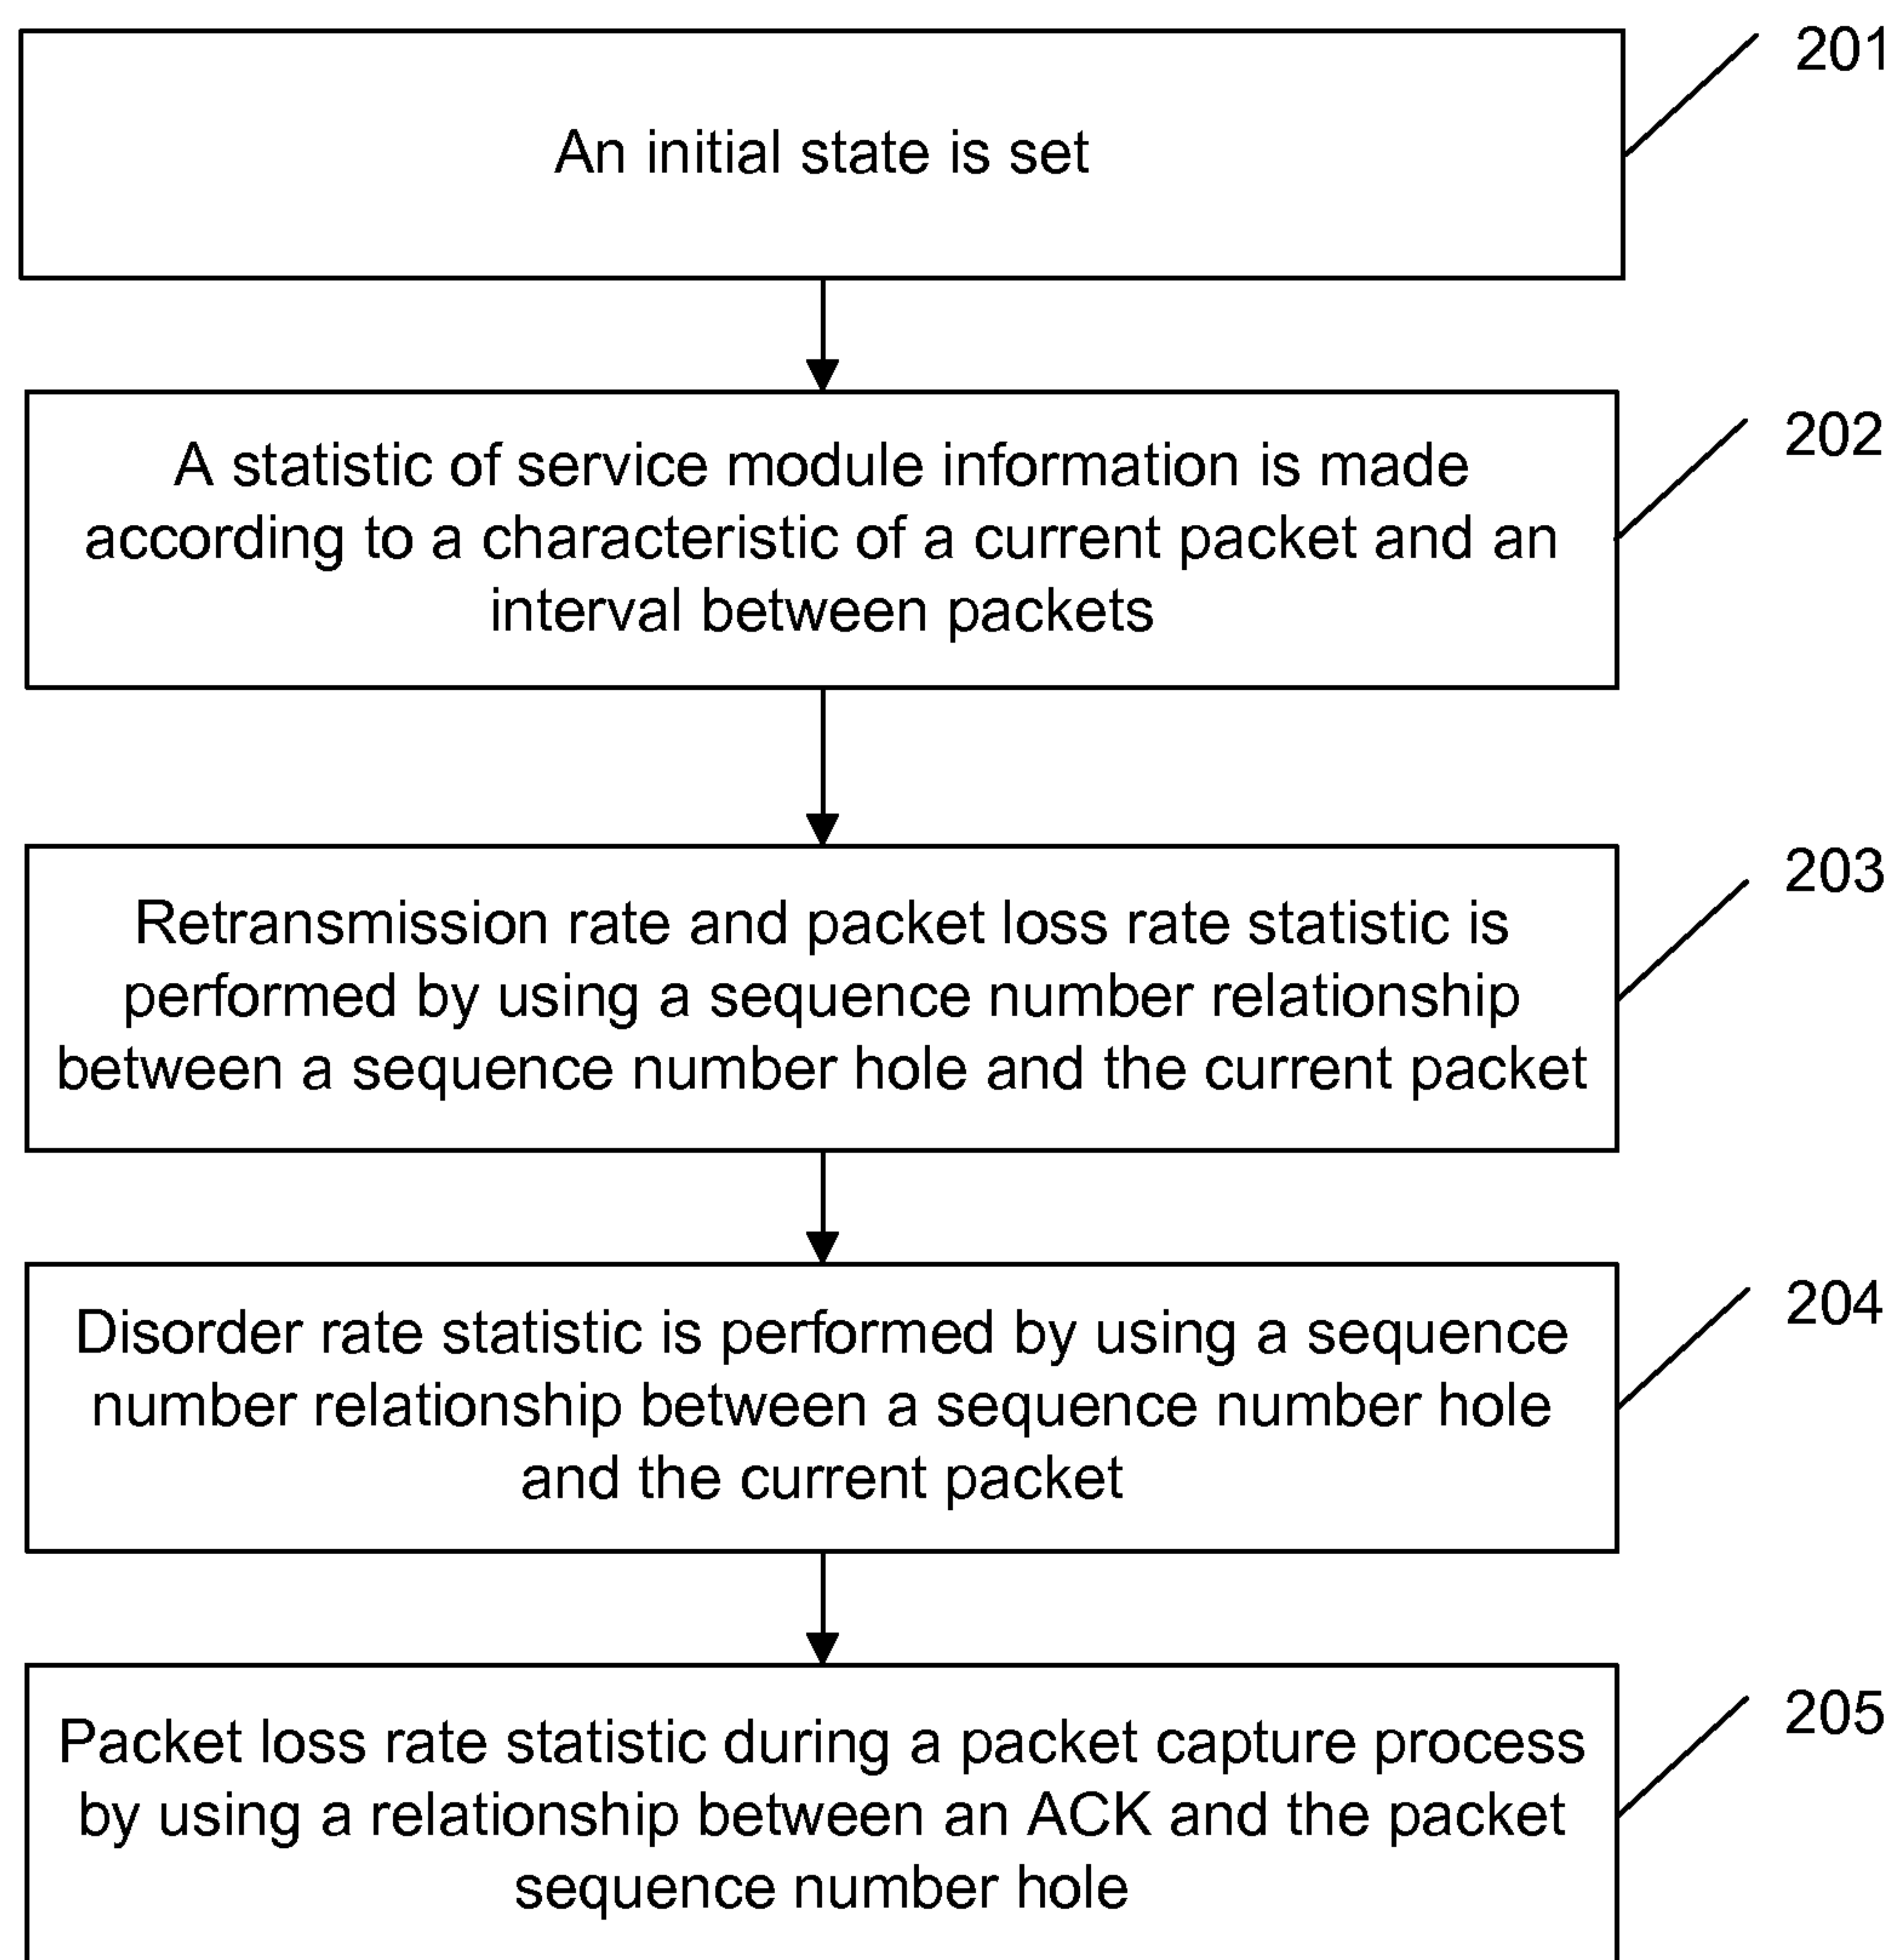 201
An initial state is set
202
A statistic of service module information is made
according to a characteristic of a current packet and an
interval between packets
203
Retransmission rate and packet loss rate statistic is
performed by using a sequence number relationship
between a sequence number hole and the current packet
204
Disorder rate statistic is performed by using a sequence
number relationship between a sequence number hole
and the current packet
205
Packet loss rate statistic during a packet capture process
by using a relationship between an ACK and the packet
sequence number hole